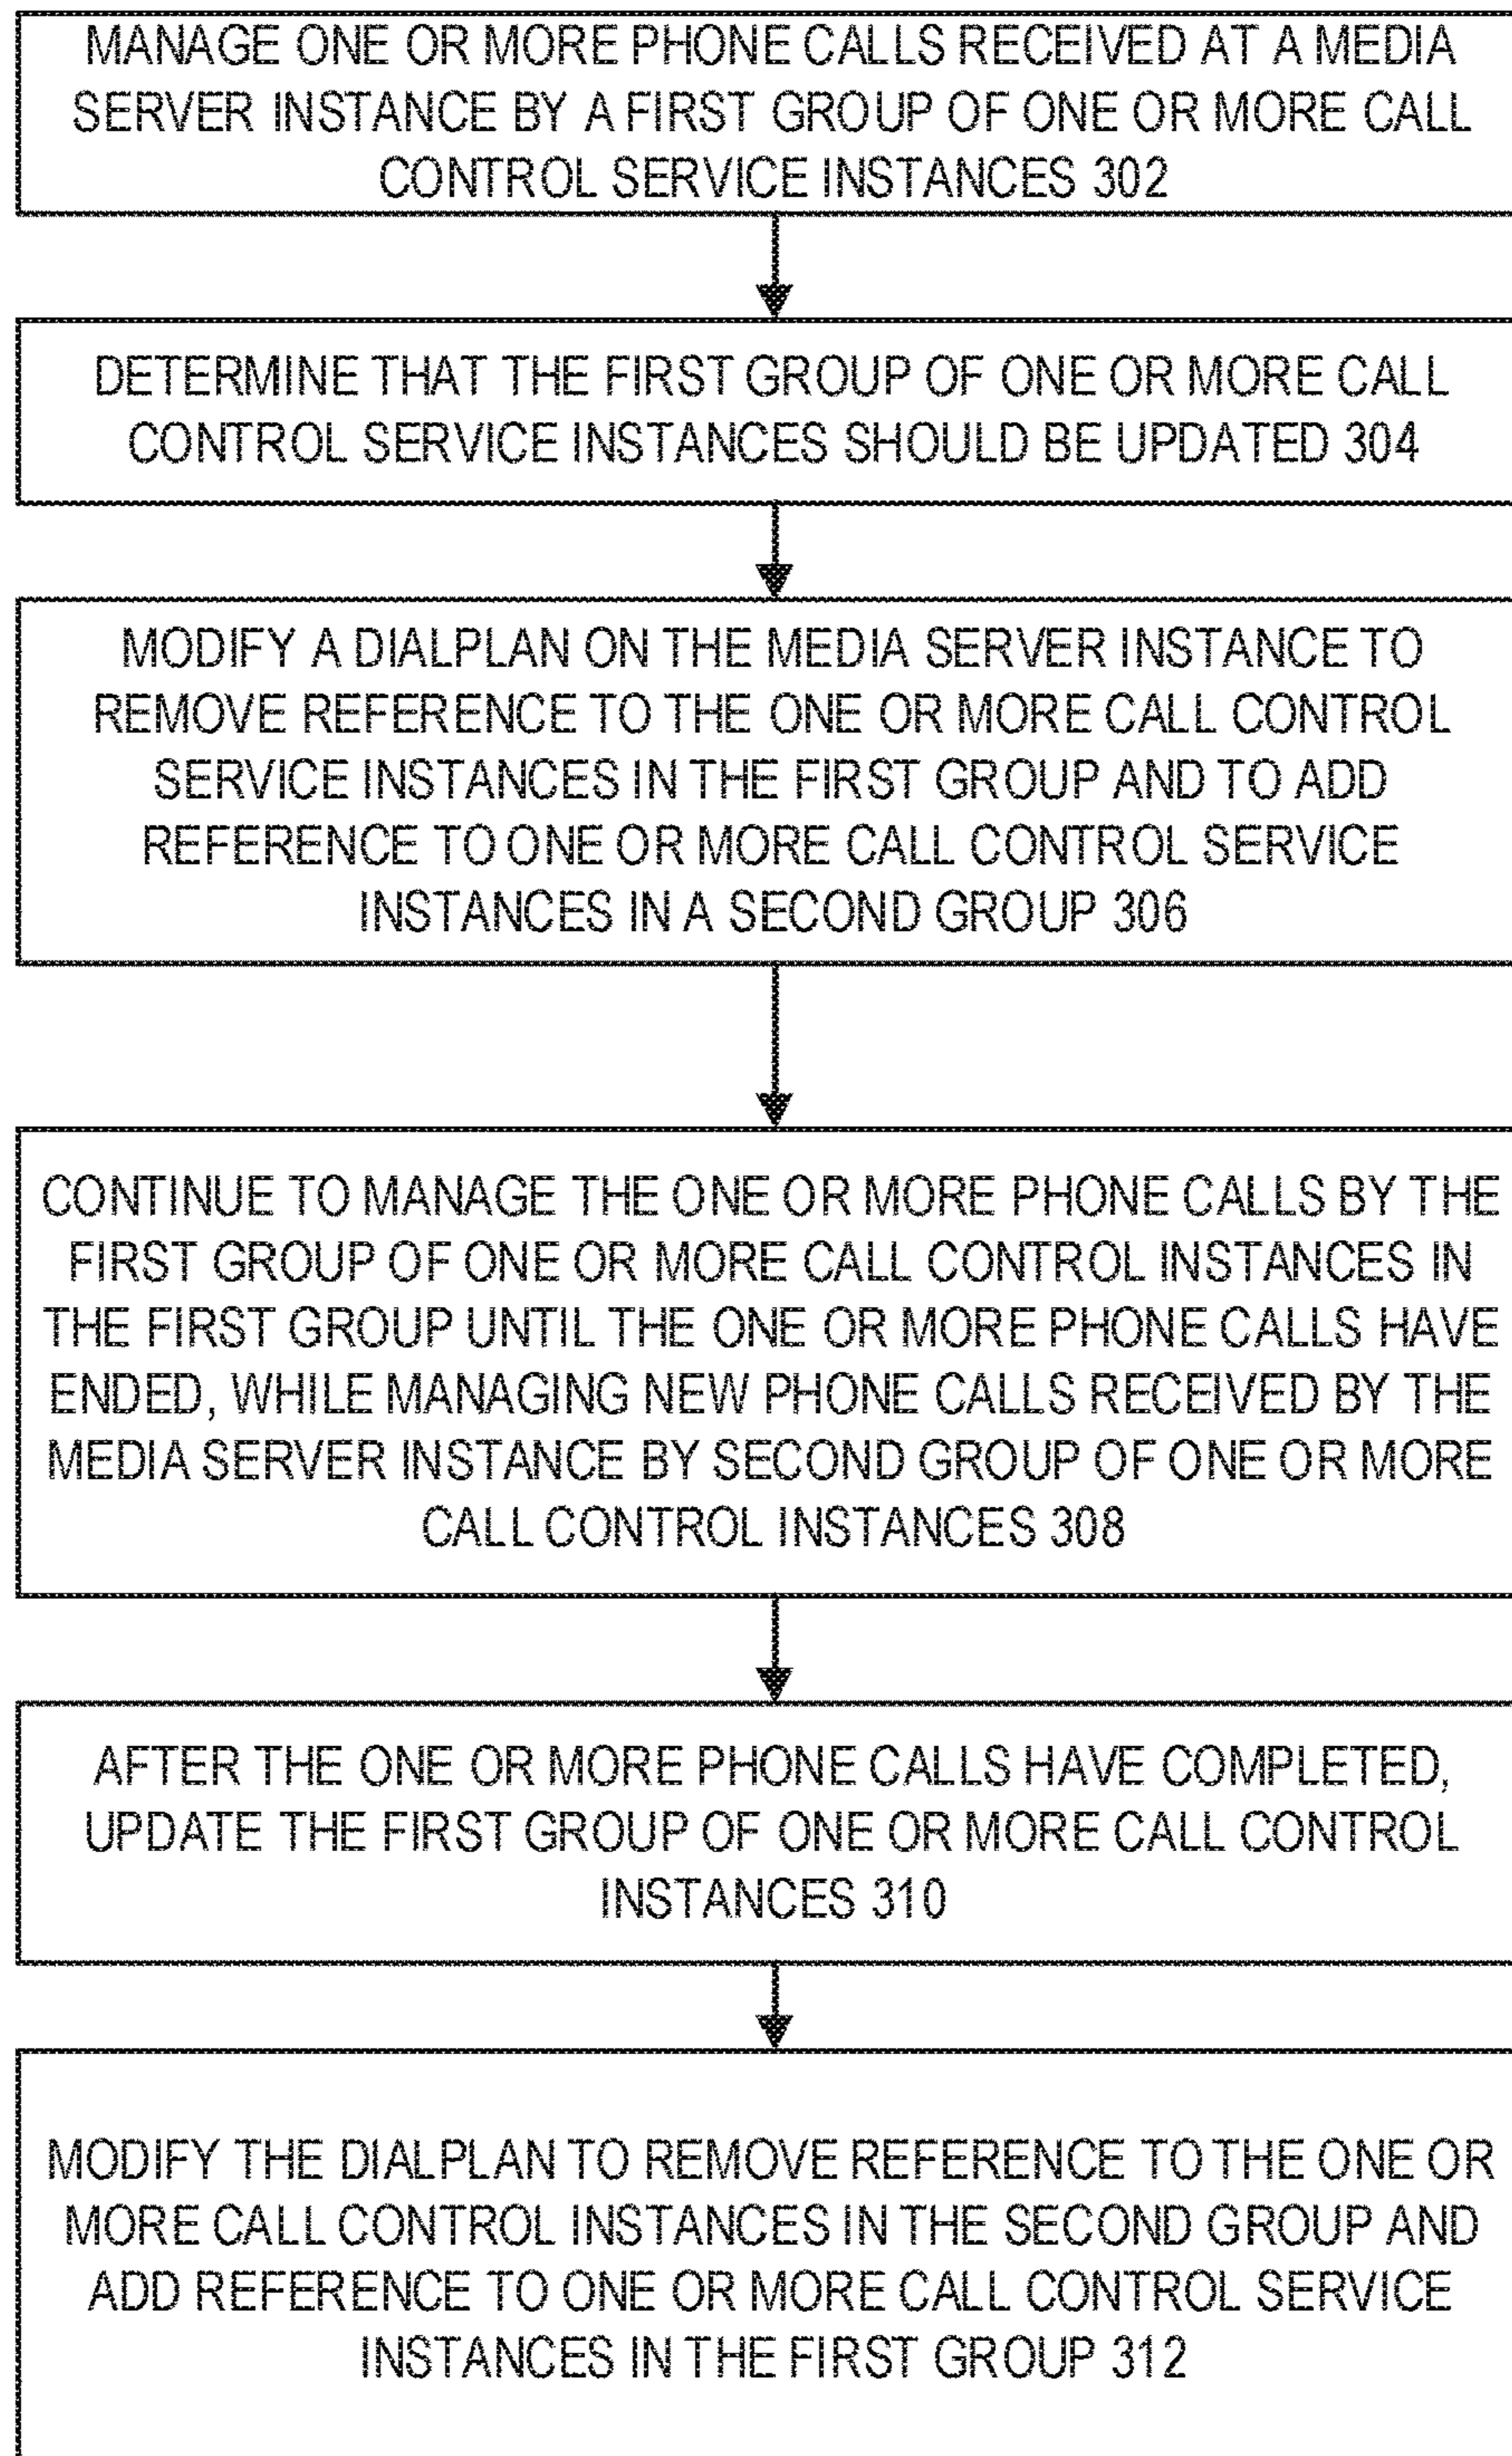 MANAGE ONE OR MORE PHONE CALLS RECEIVED AT A MEDIA
SERVER INSTANCE BY A FIRST GROUP OF ONE OR MORE CALL
CONTROL SERVICE INSTANCES 302
DETERMINE THAT THE FIRST GROUP OF ONE OR MORE CALL
CONTROL SERVICE INSTANCES SHOULD BE UPDATED 304
MODIFY A DIALPLAN ON THE MEDIA SERVER INSTANCE TO
REMOVE REFERENCE TO THE ONE OR MORE CALL CONTROL
SERVICE INSTANCES IN THE FIRST GROUP AND TO ADD
REFERENCE TO ONE OR MORE CALL CONTROL SERVICE
INSTANCES IN A SECOND GROUP 306
CONTINUE TO MANAGE THE ONE OR MORE PHONE CALLS BY THE
FIRST GROUP OF ONE OR MORE CALL CONTROL INSTANCES IN
THE FIRST GROUP UNTIL THE ONE OR MORE PHONE CALLS HAVE
ENDED, WHILE MANAGING NEW PHONE CALLS RECEIVED BY THE
MEDIA SERVER INSTANCE BY SECOND GROUP OF ONE OR MORE
CALL CONTROL INSTANCES 308
AFTER THE ONE OR MORE PHONE CALLS HAVE COMPLETED,
UPDATE THE FIRST GROUP OF ONE OR MORE CALL CONTROL
INSTANCES 310
MODIFY THE DIALPLAN TO REMOVE REFERENCE TO THE ONE OR
MORE CALL CONTROL INSTANCES IN THE SECOND GROUP AND
ADD REFERENCE TO ONE OR MORE CALL CONTROL SERVICE
INSTANCES IN THE FIRST GROUP 312